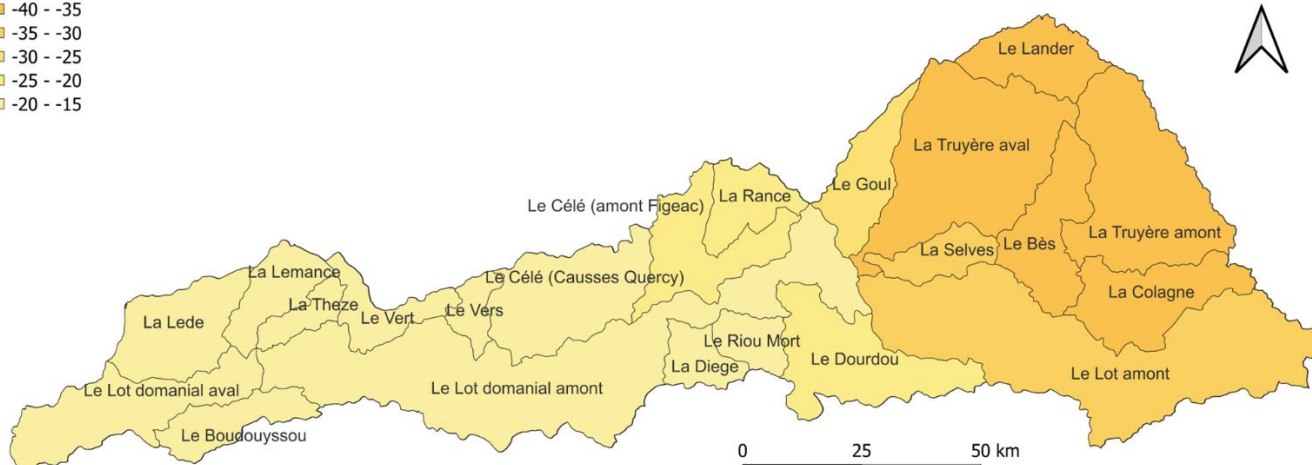 -40 - -35
-35 - -30
-30 - -25
-25 - -20
-20 - -15
Le Lander
La Truyère aval
Le Goul
La Rance
Le Célé (amont Figeac)
La Truyère amont
Le Bès
La Selves
La Lemance
Le Célé (Causses Quercy)
La Colagne
La Theze
Le Vers
Le Vert
La Lede
Le Riou Mort
Le Dourdou
La Diege
Le Lot amont
Le Lot domanial aval
Le Lot domanial amont
Le Boudouyssou
0 25 50 km